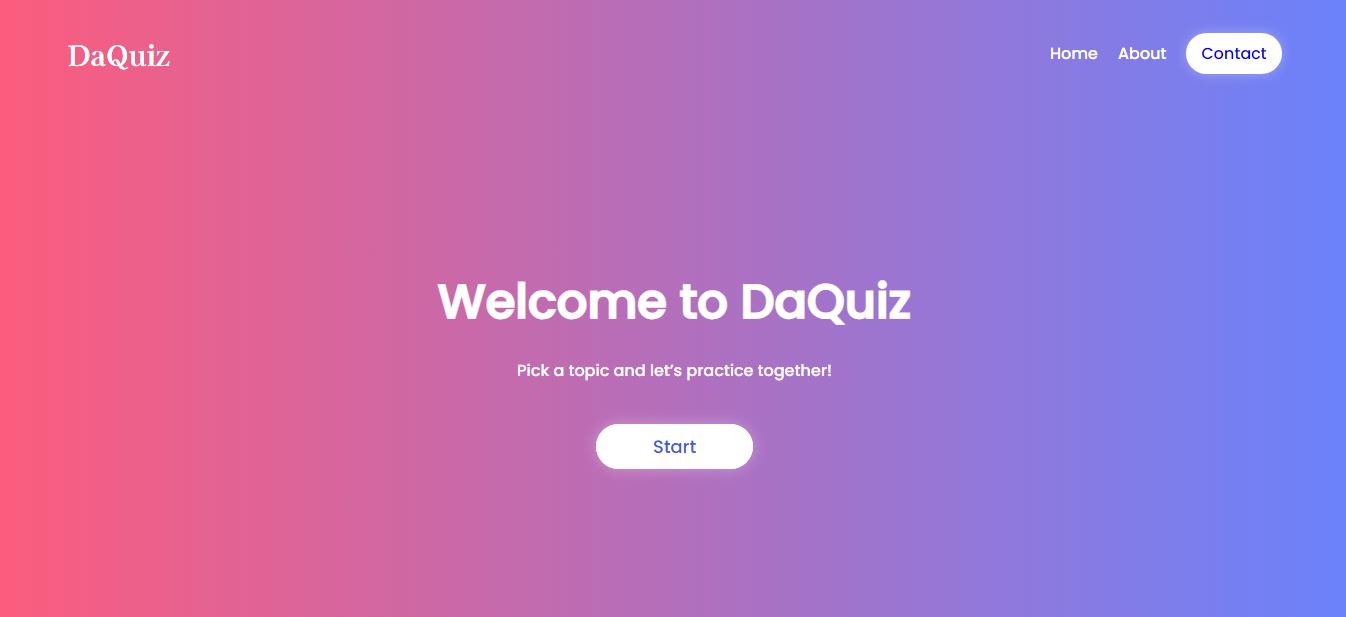 DaQuiz
Home About Contact
Welcome to DaQuiz
Pick a topic and let’s practice together!
Start